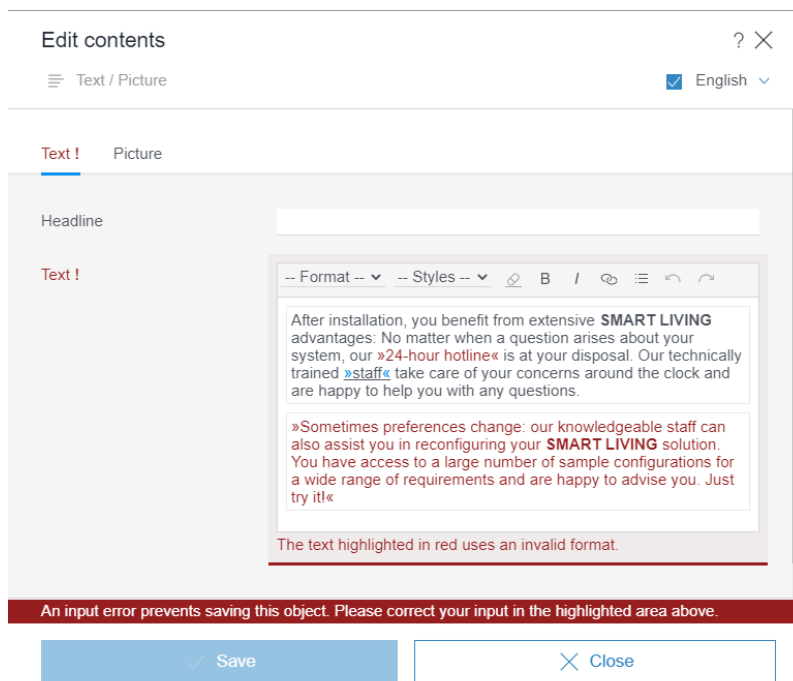 Edit contents ?
Text / Picture English
Text ! Picture
Headline
Text !
-- Format -- -- Styles -- B I
After installation, you benefit from extensive SMART LIVING
advantages: No matter when a question arises about your
system, our »24-hour hotline« is at your disposal. Our technically
trained »staff« take care of your concerns around the clock and
are happy to help you with any questions.
»Sometimes preferences change: our knowledgeable staff can
also assist you in reconfiguring your SMART LIVING solution.
You have access to a large number of sample configurations for
a wide range of requirements and are happy to advise you. Just
try it!«
The text highlighted in red uses an invalid format.
An input error prevents saving this object. Please correct your input in the highlighted area above.
Save Close